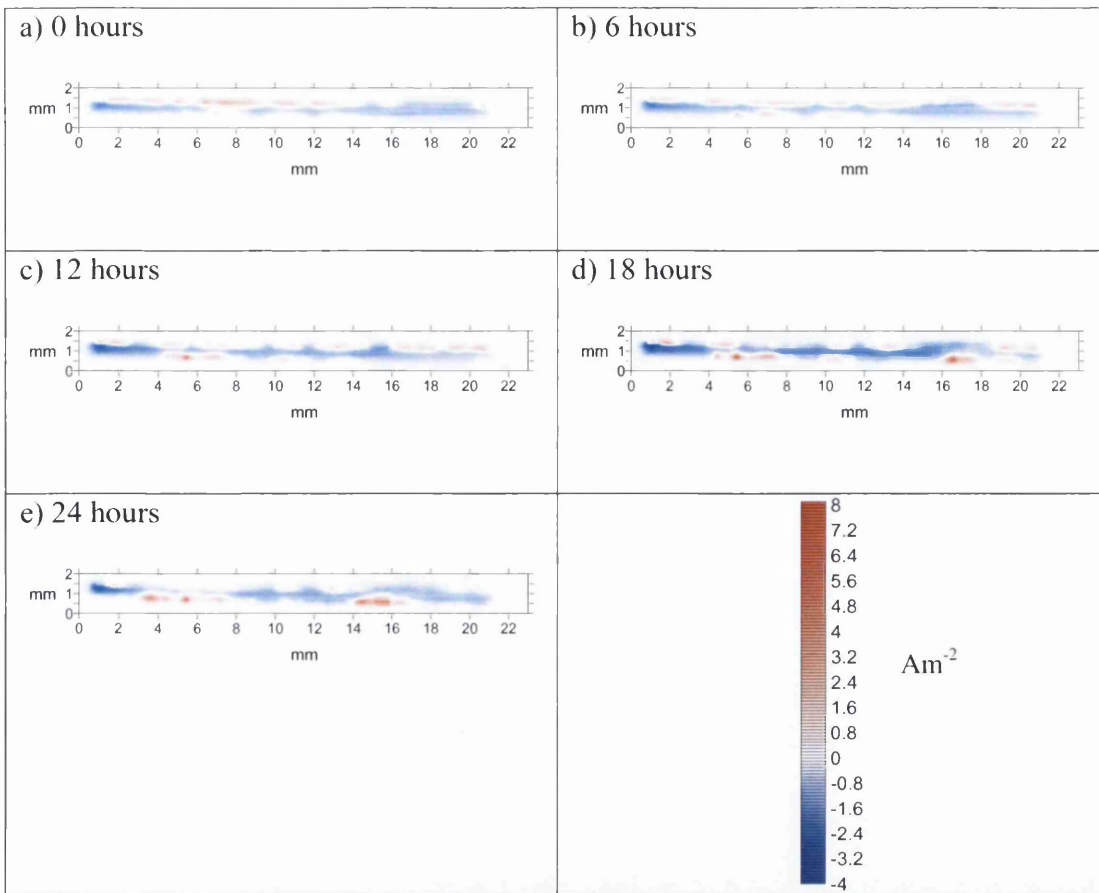 a) 0 hours
2
mm 1
0
0 2 4 6 8 10 12 14 16 18 20 22
mm
b) 6 hours
2
mm 1
0
0 2 4 6 8 10 12 14 16 18 20 22
mm
c) 12 hours
2
mm 1
0
0 2 4 6 8 10 12 14 16 18 20 22
mm
d) 18 hours
2
mm 1
0
0 2 4 6 8 10 12 14 16 18 20 22
mm
e) 24 hours
2
mm 1
0
0 2 4 6 8 10 12 14 16 18 20 22
mm
8
7.2
6.4
5.6
4.8
4
3.2
2.4
1.6
0.8
0
-0.8
-1.6
-2.4
-3.2
-4
Am⁻²